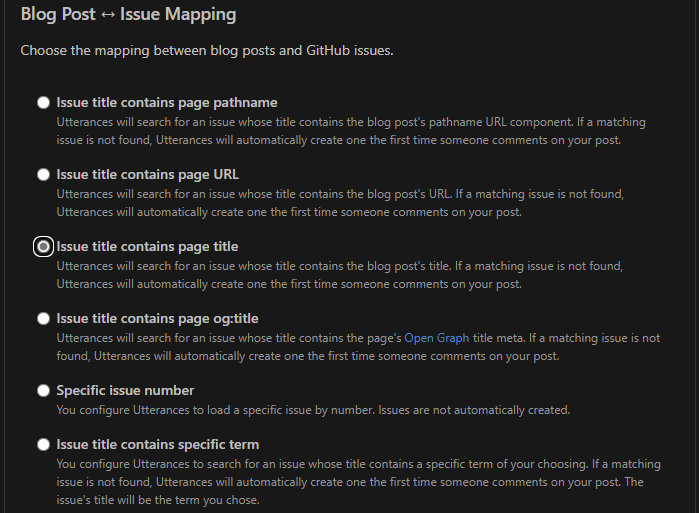 Blog Post ↔ Issue Mapping
Choose the mapping between blog posts and GitHub issues.
Issue title contains page pathname
Utterances will search for an issue whose title contains the blog post's pathname URL component. If a matching
issue is not found, Utterances will automatically create one the first time someone comments on your post.
Issue title contains page URL
Utterances will search for an issue whose title contains the blog post's URL. If a matching issue is not found,
Utterances will automatically create one the first time someone comments on your post.
Issue title contains page title
Utterances will search for an issue whose title contains the blog post's title. If a matching issue is not found,
Utterances will automatically create one the first time someone comments on your post.
Issue title contains page og:title
Utterances will search for an issue whose title contains the page's Open Graph title meta. If a matching issue is not
found, Utterances will automatically create one the first time someone comments on your post.
Specific issue number
You configure Utterances to load a specific issue by number. Issues are not automatically created.
Issue title contains specific term
You configure Utterances to search for an issue whose title contains a specific term of your choosing. If a matching
issue is not found, Utterances will automatically create one the first time someone comments on your post. The
issue's title will be the term you chose.